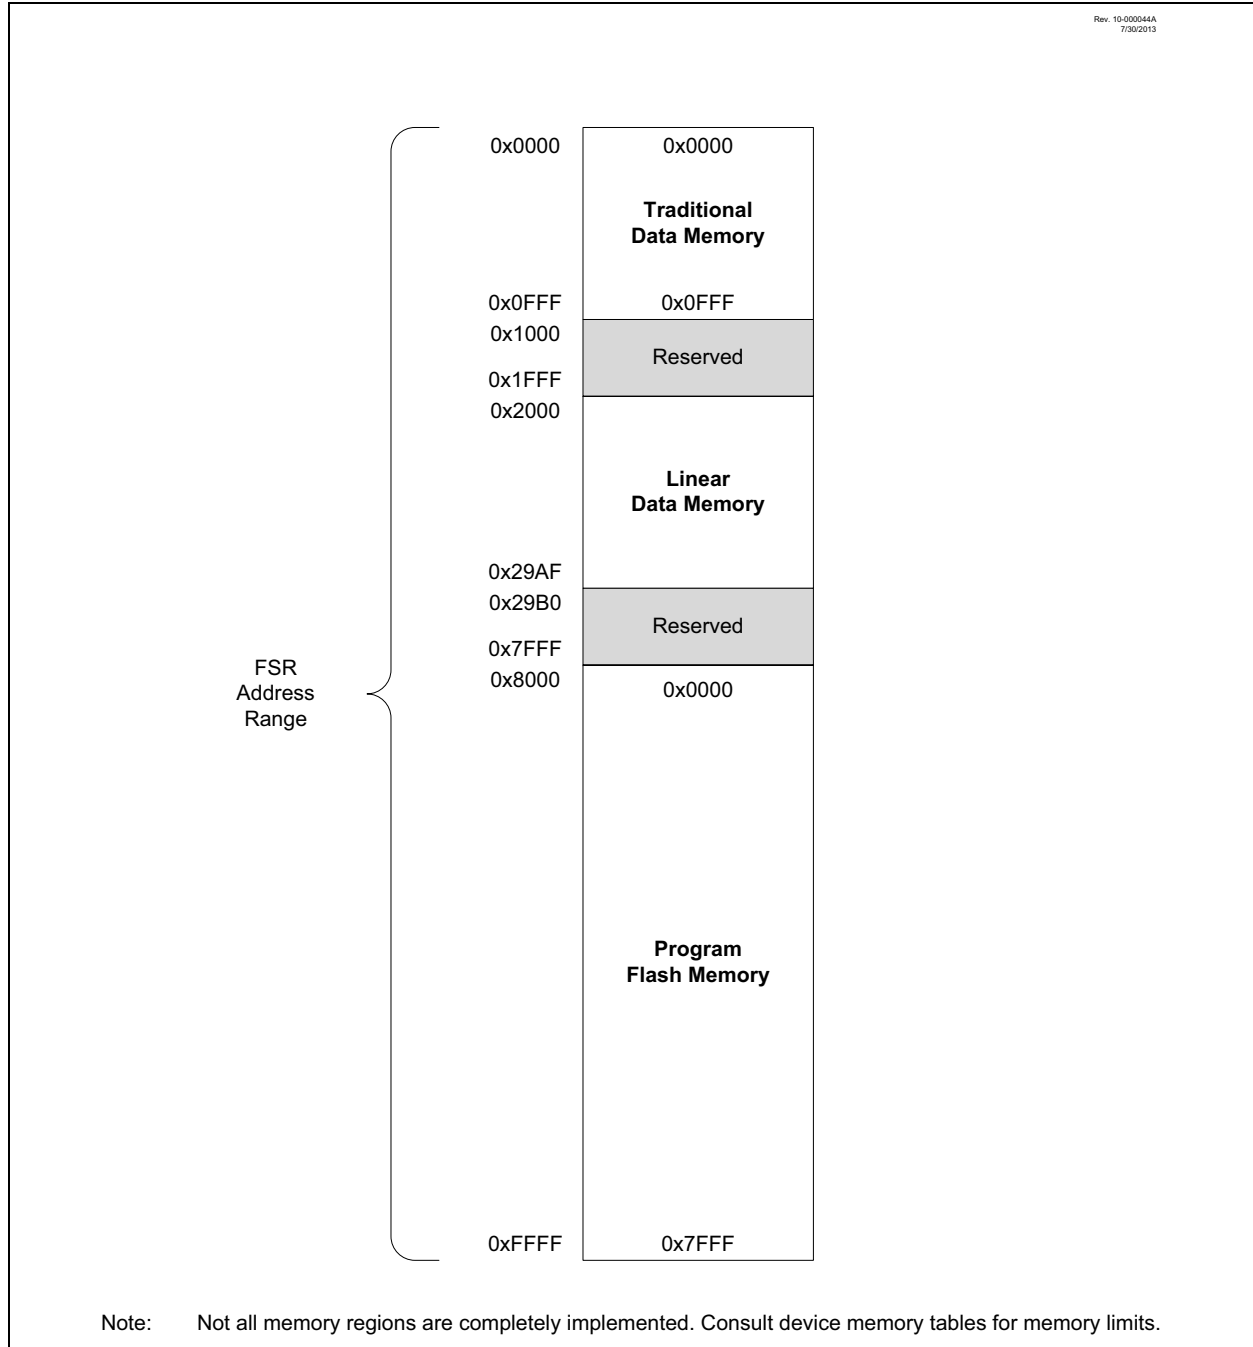 Rev. 10-000044A
7/30/2013
0x0000 0x0000
Traditional
Data Memory
0x0FFF 0x0FFF
0x1000
Reserved
0x1FFF
0x2000
Linear
Data Memory
0x29AF
0x29B0
Reserved
0x7FFF
FSR
Address
Range
0x8000 0x0000
Program
Flash Memory
0xFFFF 0x7FFF
Note: Not all memory regions are completely implemented. Consult device memory tables for memory limits.